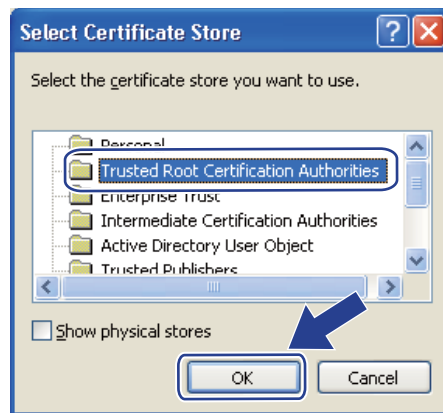 Select Certificate Store
Select the certificate store you want to use.
Personal
Trusted Root Certification Authorities
Enterprise Trust
Intermediate Certification Authorities
Active Directory User Object
Trusted Publishers
Show physical stores
OK
Cancel